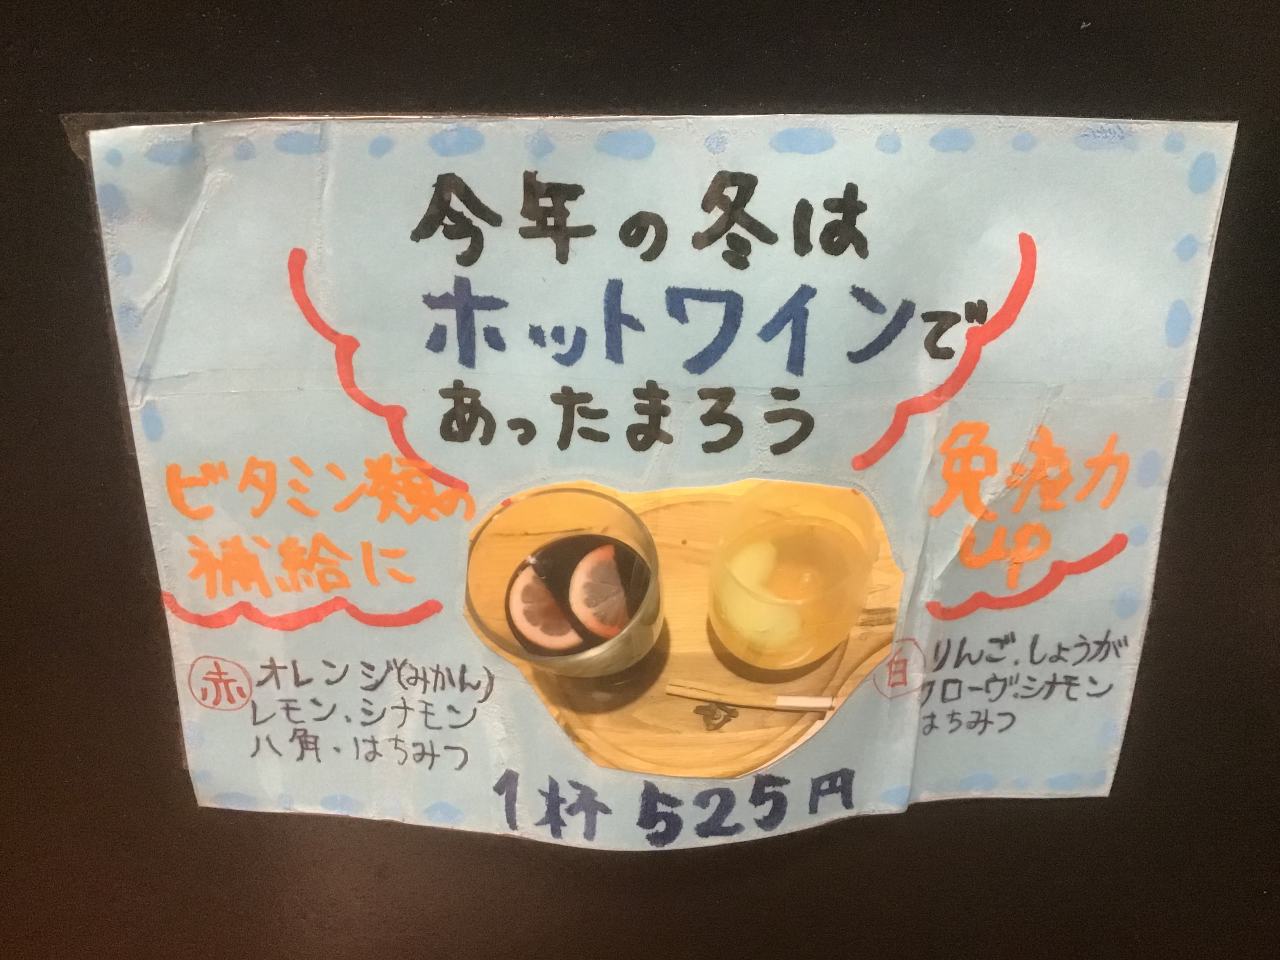 今年の冬は
ホットワインで
あったまろう
ビタミン類の
補給に
免疫力
up
赤 オレンジ(みかん)
レモン、シナモン
八角・はちみつ
白 りんご、しょうが
クローヴ・シナモン
はちみつ
1杯 525円